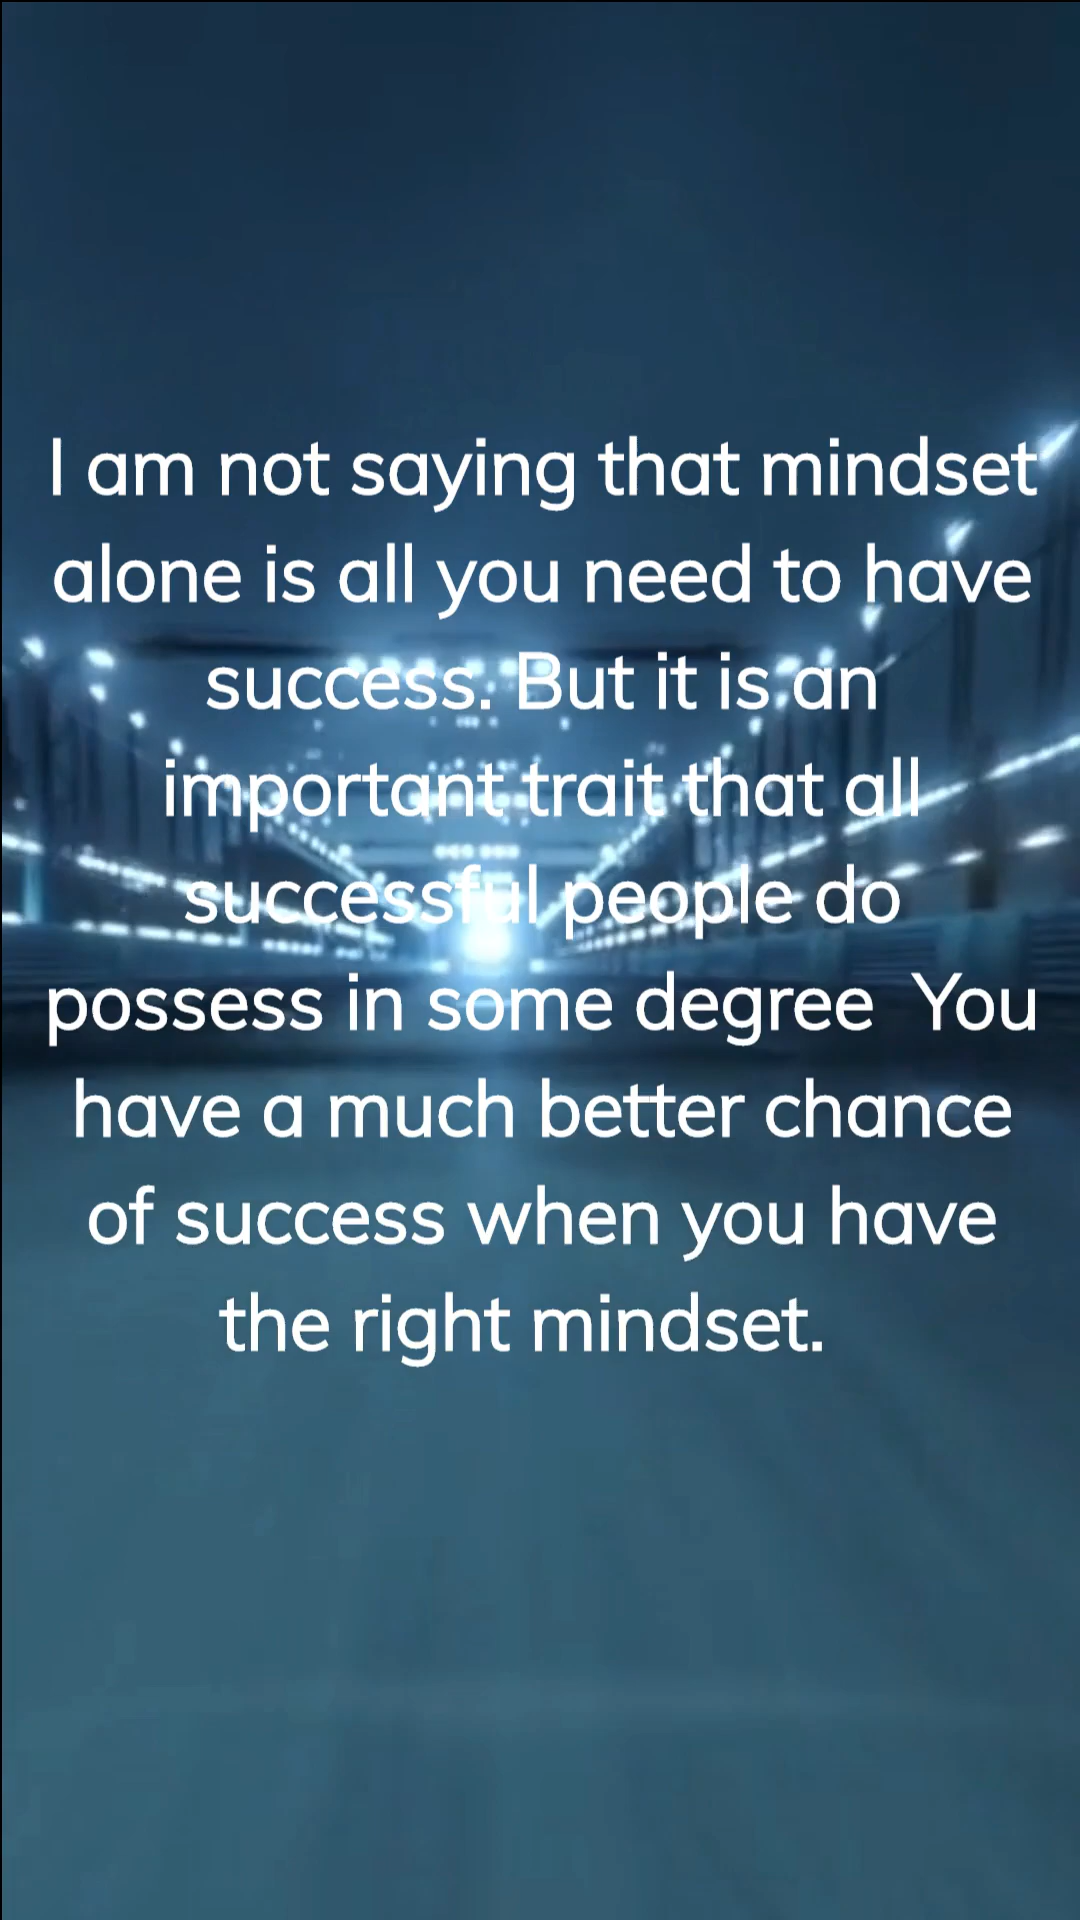 I am not saying that mindset
alone is all you need to have
success. But it is an
important trait that all
successful people do
possess in some degree  You
have a much better chance
of success when you have
the right mindset.